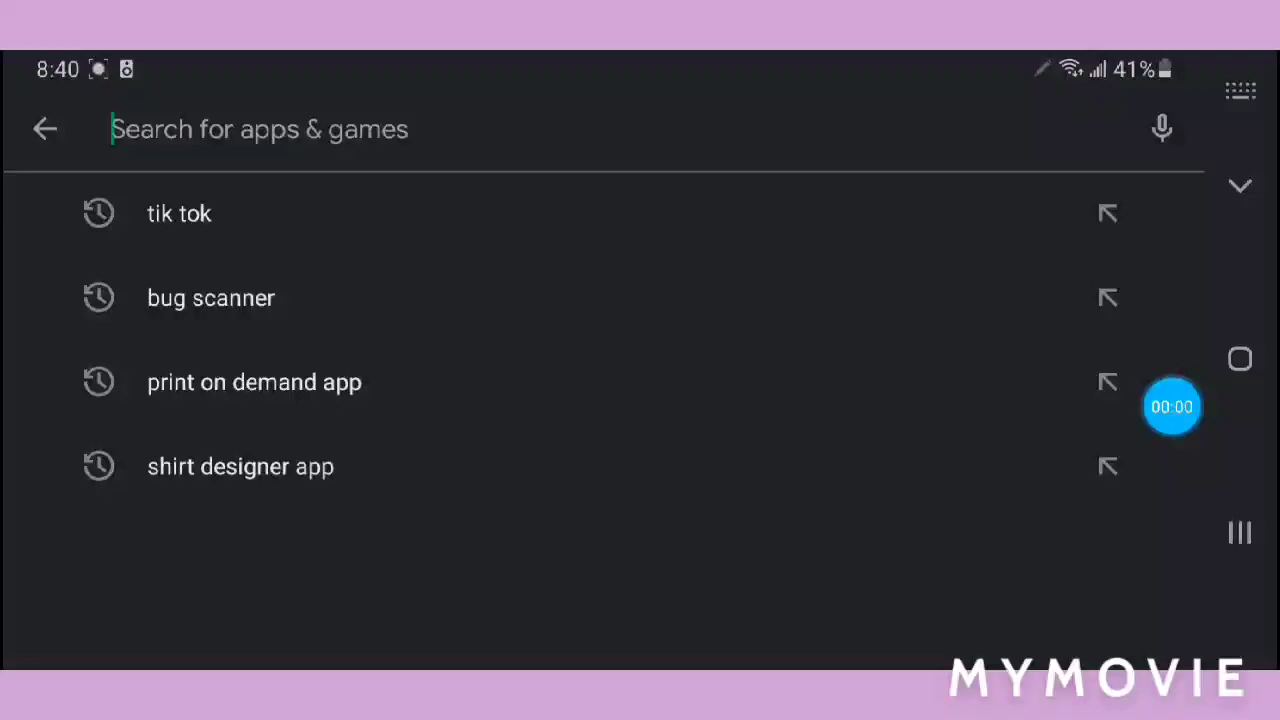 8:40 41%
Search for apps & games
tik tok
bug scanner
print on demand app
00:00
shirt designer app
MYMOVIE